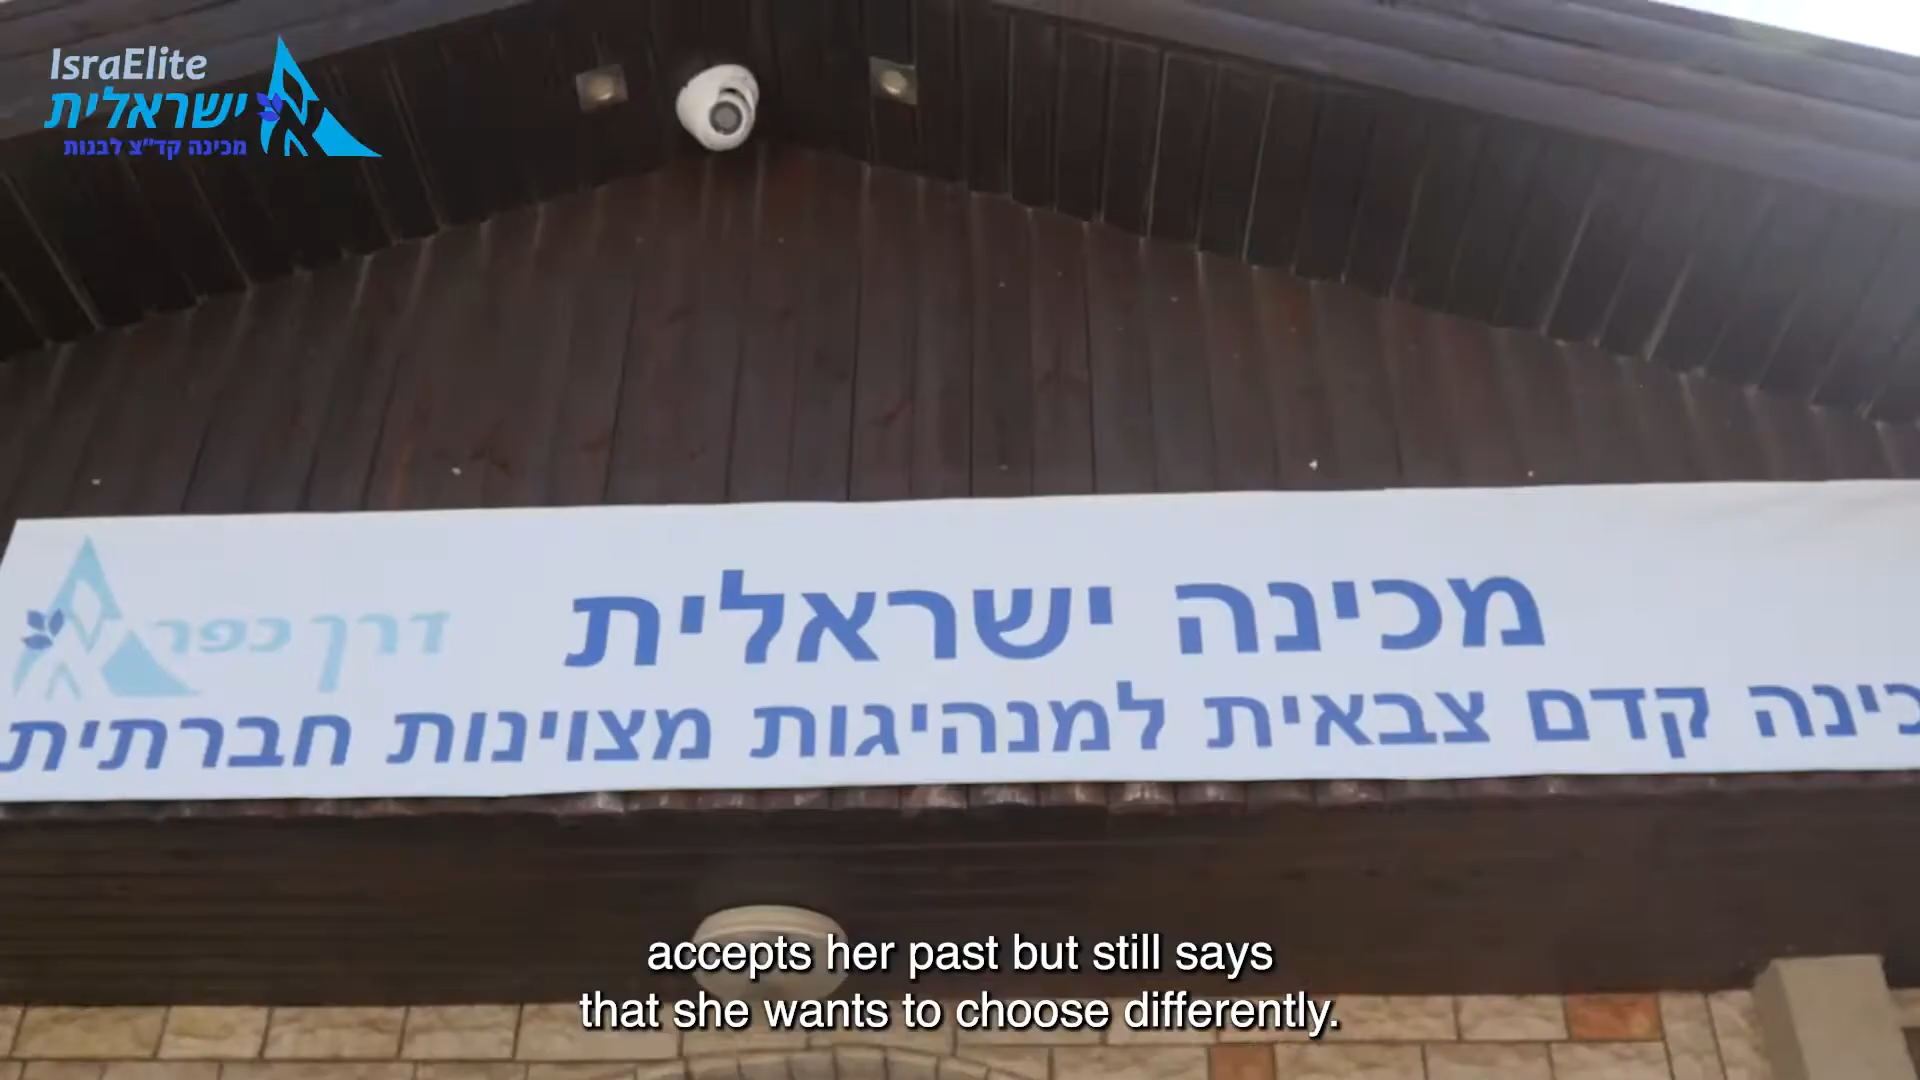 IsraElite
ישראלית
מכינה קד"צ לבנות
דרך כפר
מכינה ישראלית
כינה קדם צבאית למנהיגות מצוינות חברתית
accepts her past but still says
that she wants to choose differently.